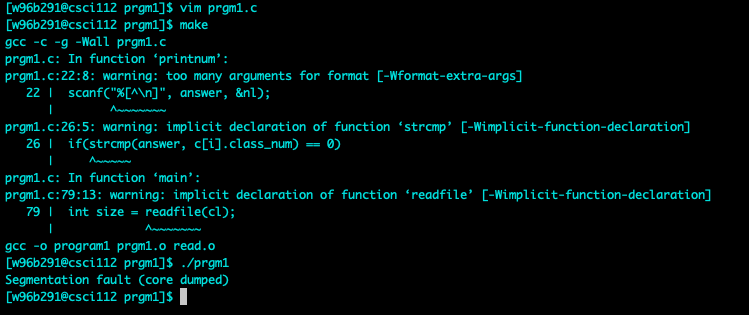 [w96b291@csci112 prgm1]$ vim prgm1.c
[w96b291@csci112 prgm1]$ make
gcc -c -g -Wall prgm1.c
prgm1.c: In function ‘printnum’:
prgm1.c:22:8: warning: too many arguments for format [-Wformat-extra-args]
   22 |  scanf("%[^\n]", answer, &nl);
      |        ^~~~~~~~
prgm1.c:26:5: warning: implicit declaration of function ‘strcmp’ [-Wimplicit-function-declaration]
   26 |  if(strcmp(answer, c[i].class_num) == 0)
      |     ^~~~~~
prgm1.c: In function ‘main’:
prgm1.c:79:13: warning: implicit declaration of function ‘readfile’ [-Wimplicit-function-declaration]
   79 |  int size = readfile(cl);
      |             ^~~~~~~~
gcc -o program1 prgm1.o read.o
[w96b291@csci112 prgm1]$ ./prgm1
Segmentation fault (core dumped)
[w96b291@csci112 prgm1]$